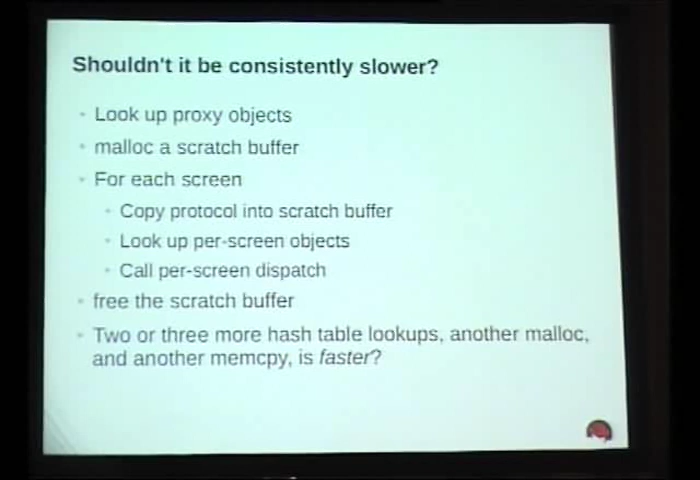 Shouldn't it be consistently slower?
Look up proxy objects
malloc a scratch buffer
For each screen
Copy protocol into scratch buffer
Look up per-screen objects
Call per-screen dispatch
free the scratch buffer
Two or three more hash table lookups, another malloc,
and another memcpy, is faster?